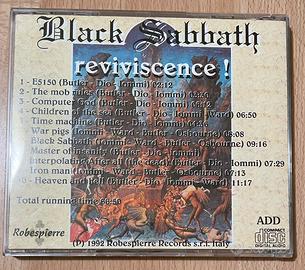 Black Sabbath
reviviscence !
1 - E5150 (Butler - Dio - Iommi) 02:12
2 - The mob rules (Butler - Dio - Iommi)
3 - Computer God (Butler - Dio - Iommi)
4 - Children of the sea (Butler - Dio - Iommi - Ward) 06:50
5 - Time machine (Butler - Dio - Iommi)
War pigs (Iommi - Ward - Butler - Osbourne) 08:08
Black Sabbath (Iommi - Ward - Butler - Osbourne) 09:16
Master of insanity (Butler - Dio - Iommi)
Interpolating After all (the dead) (Butler - Dio - Iommi) 07:29
Iron man (Iommi - Ward - Butler - Osbourne) 07:13
10 - Heaven and Hell (Butler - Dio - Iommi) 11:17
Total running time 66:50
Robespierre
ADD
COMPACT
disc
DIGITAL AUDIO
(P) 1992 Robespierre Records s.r.l. Italy